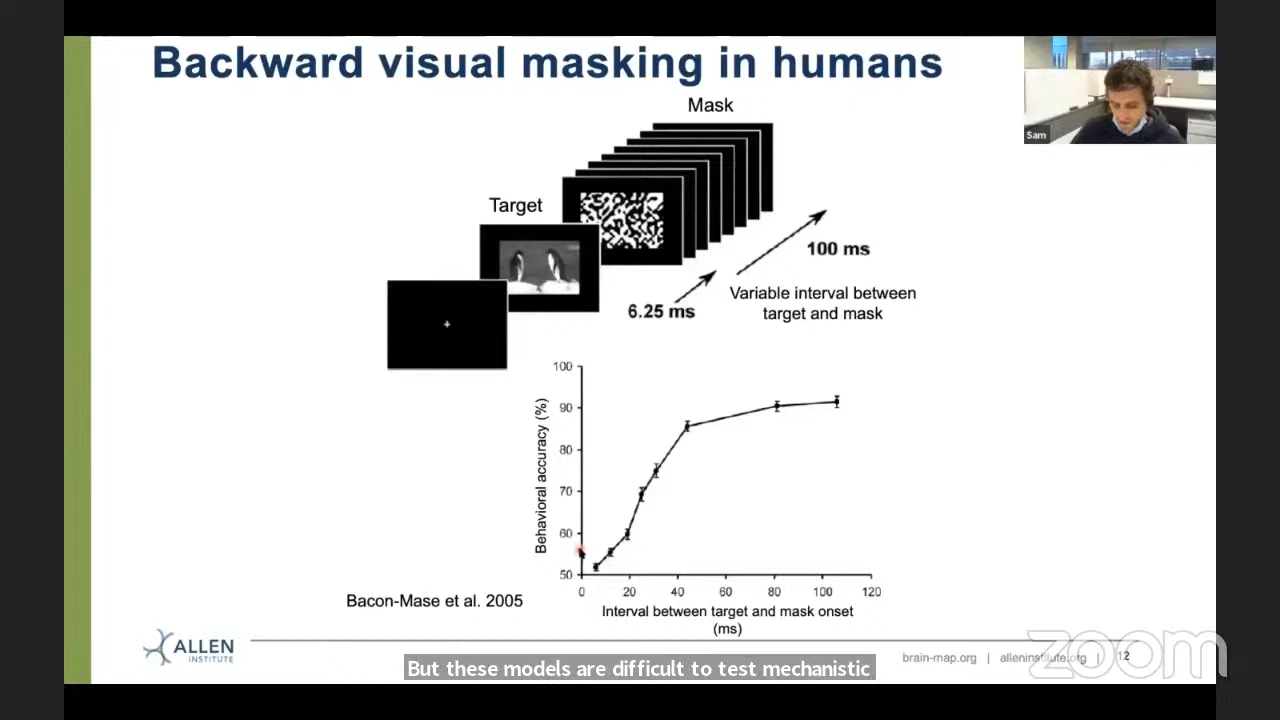 Backward visual masking in humans
Sam
Mask
Target
100 ms
6.25 ms
Variable interval between
target and mask
Behavioral accuracy (%)
100
90
80
70
60
50
0 20 40 60 80 100 120
Interval between target and mask onset
(ms)
Bacon-Mase et al. 2005
ALLEN
INSTITUTE
brain-map.org | alleninstitute.org | 12
zoom
But these models are difficult to test mechanistic